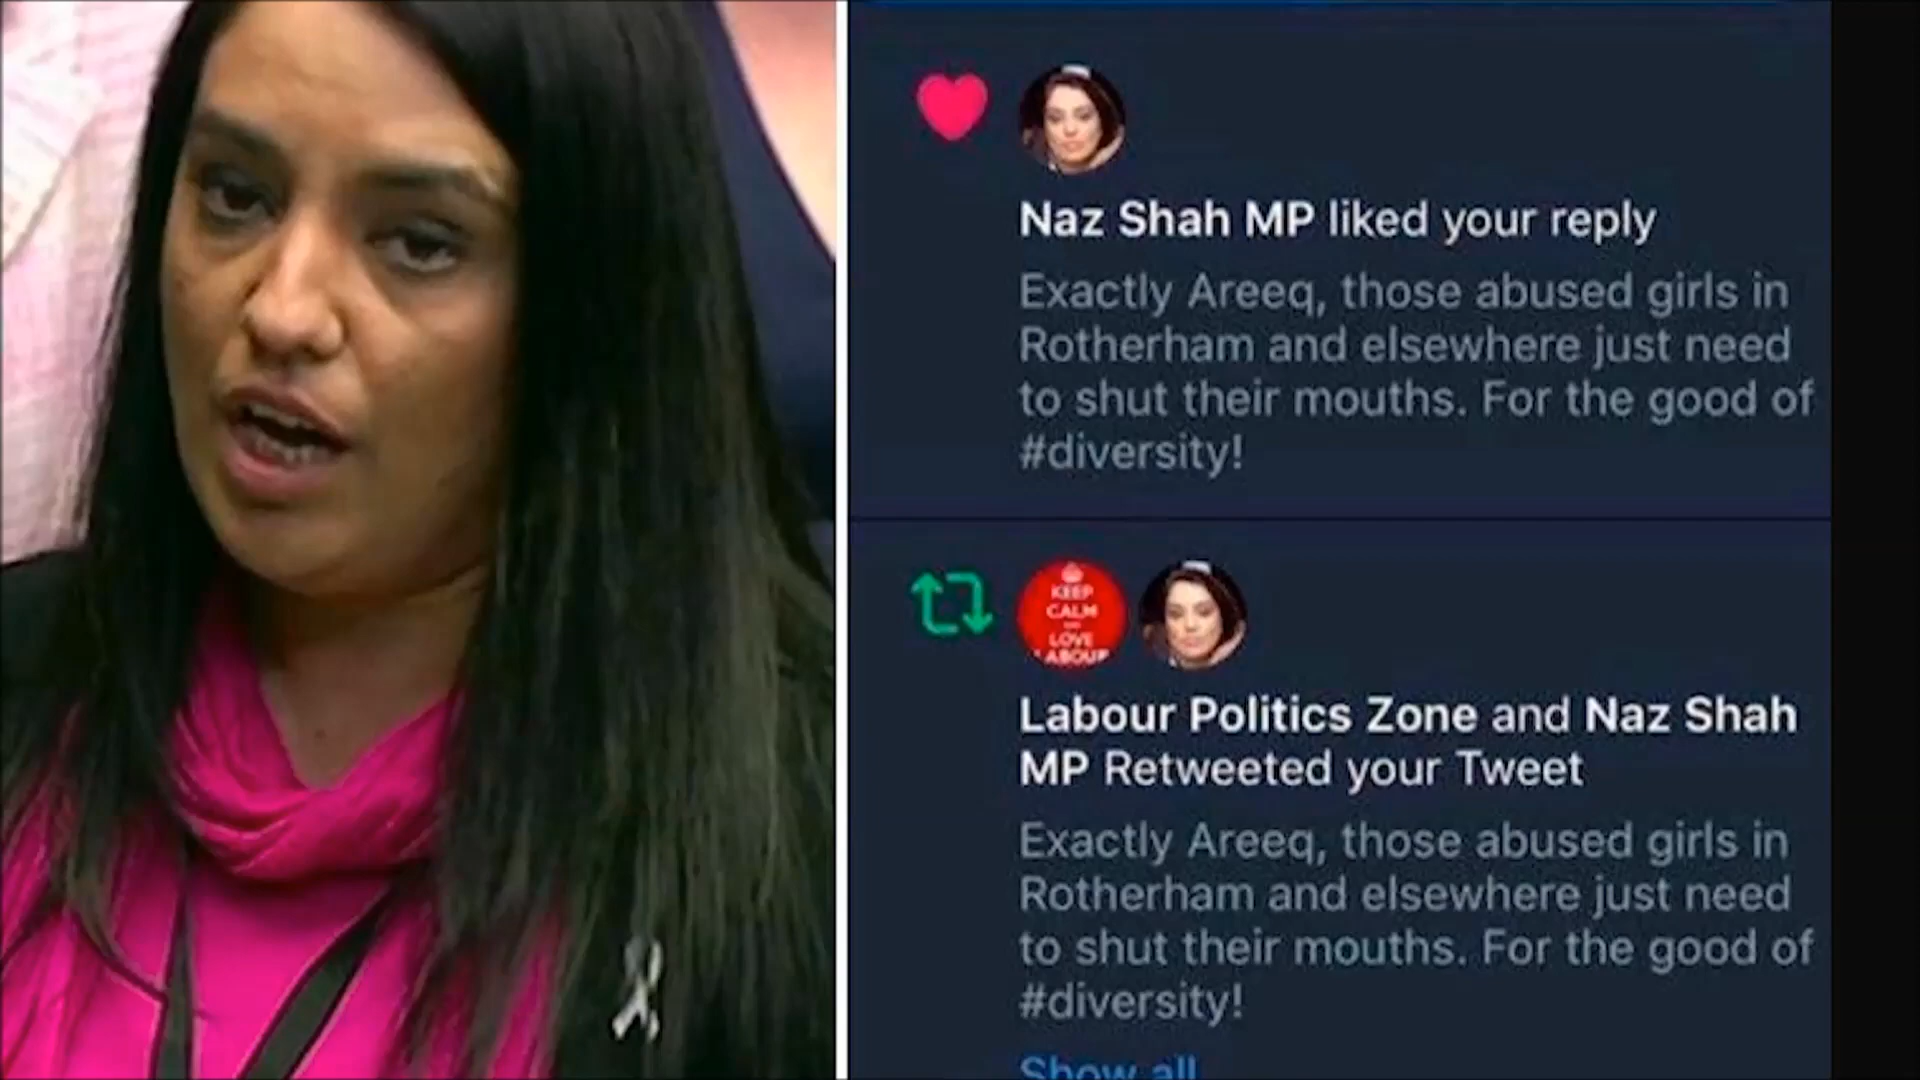 Naz Shah MP liked your reply
Exactly Areeq, those abused girls in
Rotherham and elsewhere just need
to shut their mouths. For the good of
#diversity!
KEEP
CALM
LOVE
LABOUR
Labour Politics Zone and Naz Shah
MP Retweeted your Tweet
Exactly Areeq, those abused girls in
Rotherham and elsewhere just need
to shut their mouths. For the good of
#diversity!
Show all